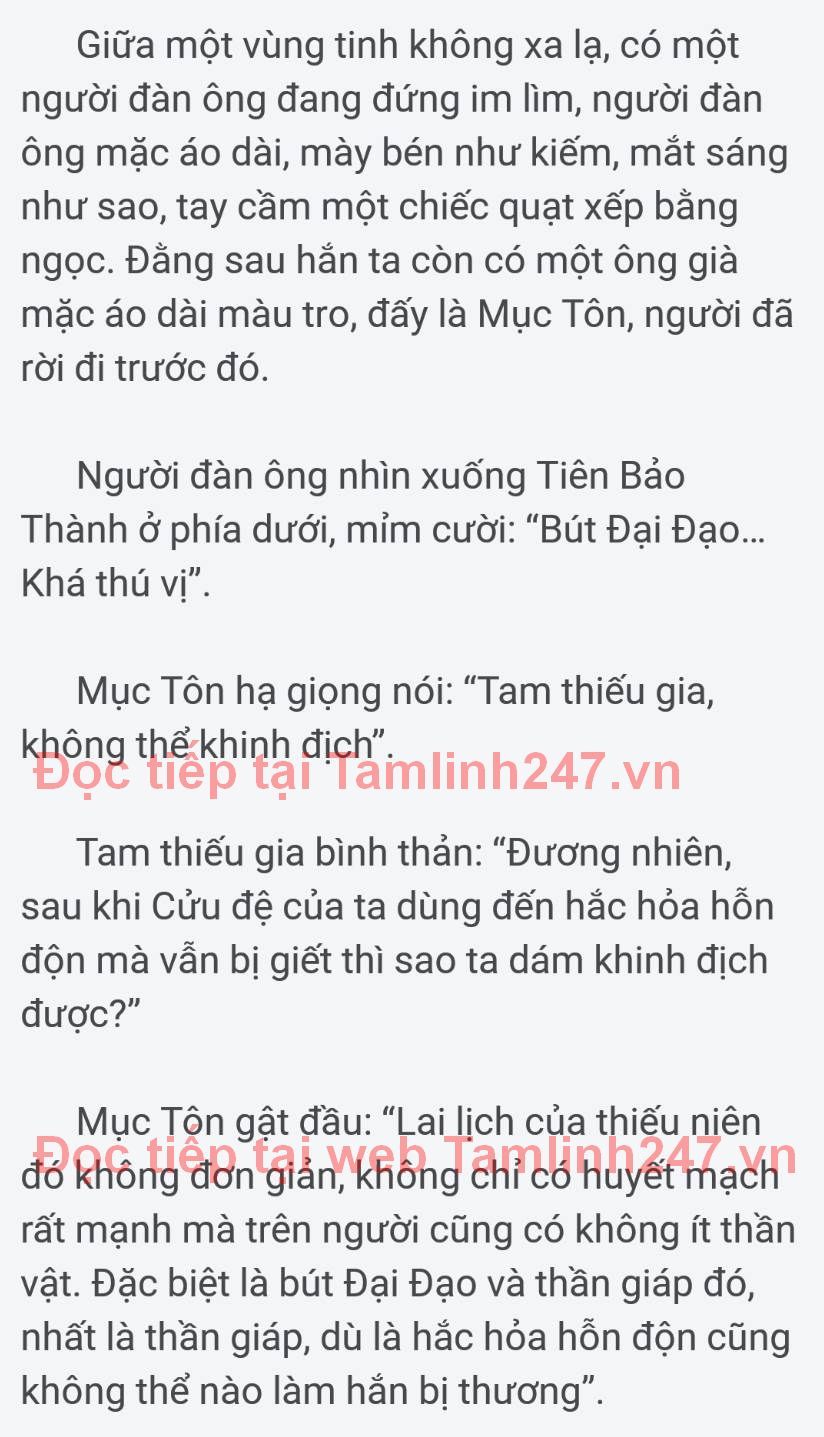 Giữa một vùng tinh không xa lạ, có một
người đàn ông đang đứng im lìm, người đàn
ông mặc áo dài, mày bén như kiếm, mắt sáng
như sao, tay cầm một chiếc quạt xếp bằng
ngọc. Đằng sau hắn ta còn có một ông già
mặc áo dài màu tro, đấy là Mục Tôn, người đã
rời đi trước đó.
Người đàn ông nhìn xuống Tiên Bảo
Thành ở phía dưới, mỉm cười: “Bút Đại Đạo...
Khá thú vị”.
Mục Tôn hạ giọng nói: “Tam thiếu gia,
không thể khinh địch”.
Đọc tiếp tại Tamlinh247.vn
Tam thiếu gia bình thản: “Đương nhiên,
sau khi Cửu đệ của ta dùng đến hắc hỏa hỗn
độn mà vẫn bị giết thì sao ta dám khinh địch
được?”
Mục Tôn gật đầu: “Lai lịch của thiếu niên
Đọc tiếp tại web Tamlinh247.vn
đó không đơn giản, không chỉ có huyết mạch
rất mạnh mà trên người cũng có không ít thần
vật. Đặc biệt là bút Đại Đạo và thần giáp đó,
nhất là thần giáp, dù là hắc hỏa hỗn độn cũng
không thể nào làm hắn bị thương”.